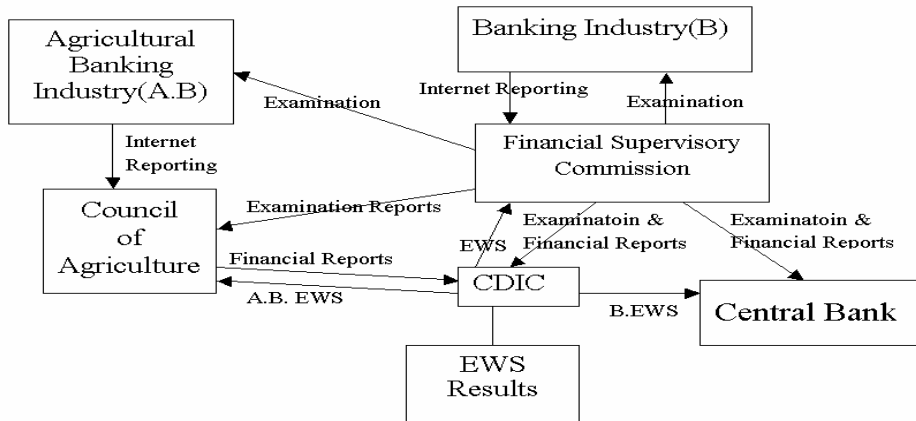 Agricultural
Banking
Industry(A.B)
Banking Industry(B)
Internet Reporting
Examination
Examination
Financial Supervisory
Commission
Internet
Reporting
Examination Reports
Council
of
Agriculture
EWS
Examinatoin &
Financial Reports
Examinatoin &
Financial Reports
Financial Reports
A.B. EWS
CDIC
B.EWS
Central Bank
EWS
Results